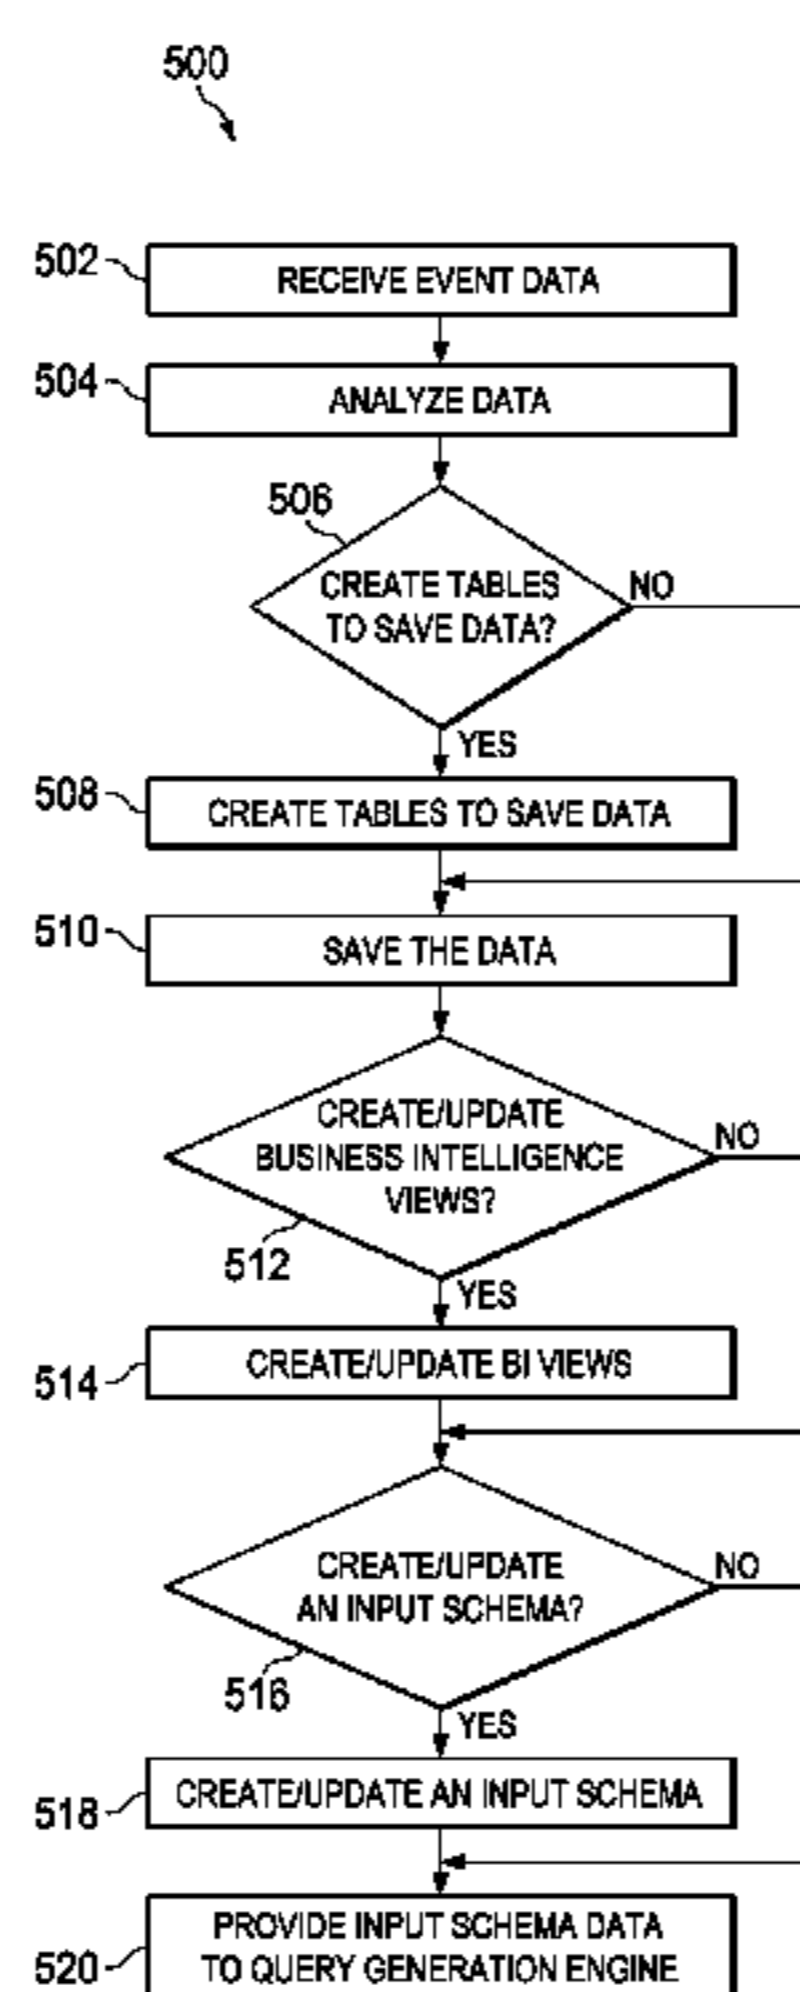 500
502
RECEIVE EVENT DATA
504
ANALYZE DATA
506
CREATE TABLES
TO SAVE DATA?
NO
YES
508
CREATE TABLES TO SAVE DATA
510
SAVE THE DATA
CREATE/UPDATE
BUSINESS INTELLIGENCE
VIEWS?
NO
512
YES
514
CREATE/UPDATE BI VIEWS
CREATE/UPDATE
AN INPUT SCHEMA?
NO
516
YES
518
CREATE/UPDATE AN INPUT SCHEMA
520
PROVIDE INPUT SCHEMA DATA
TO QUERY GENERATION ENGINE